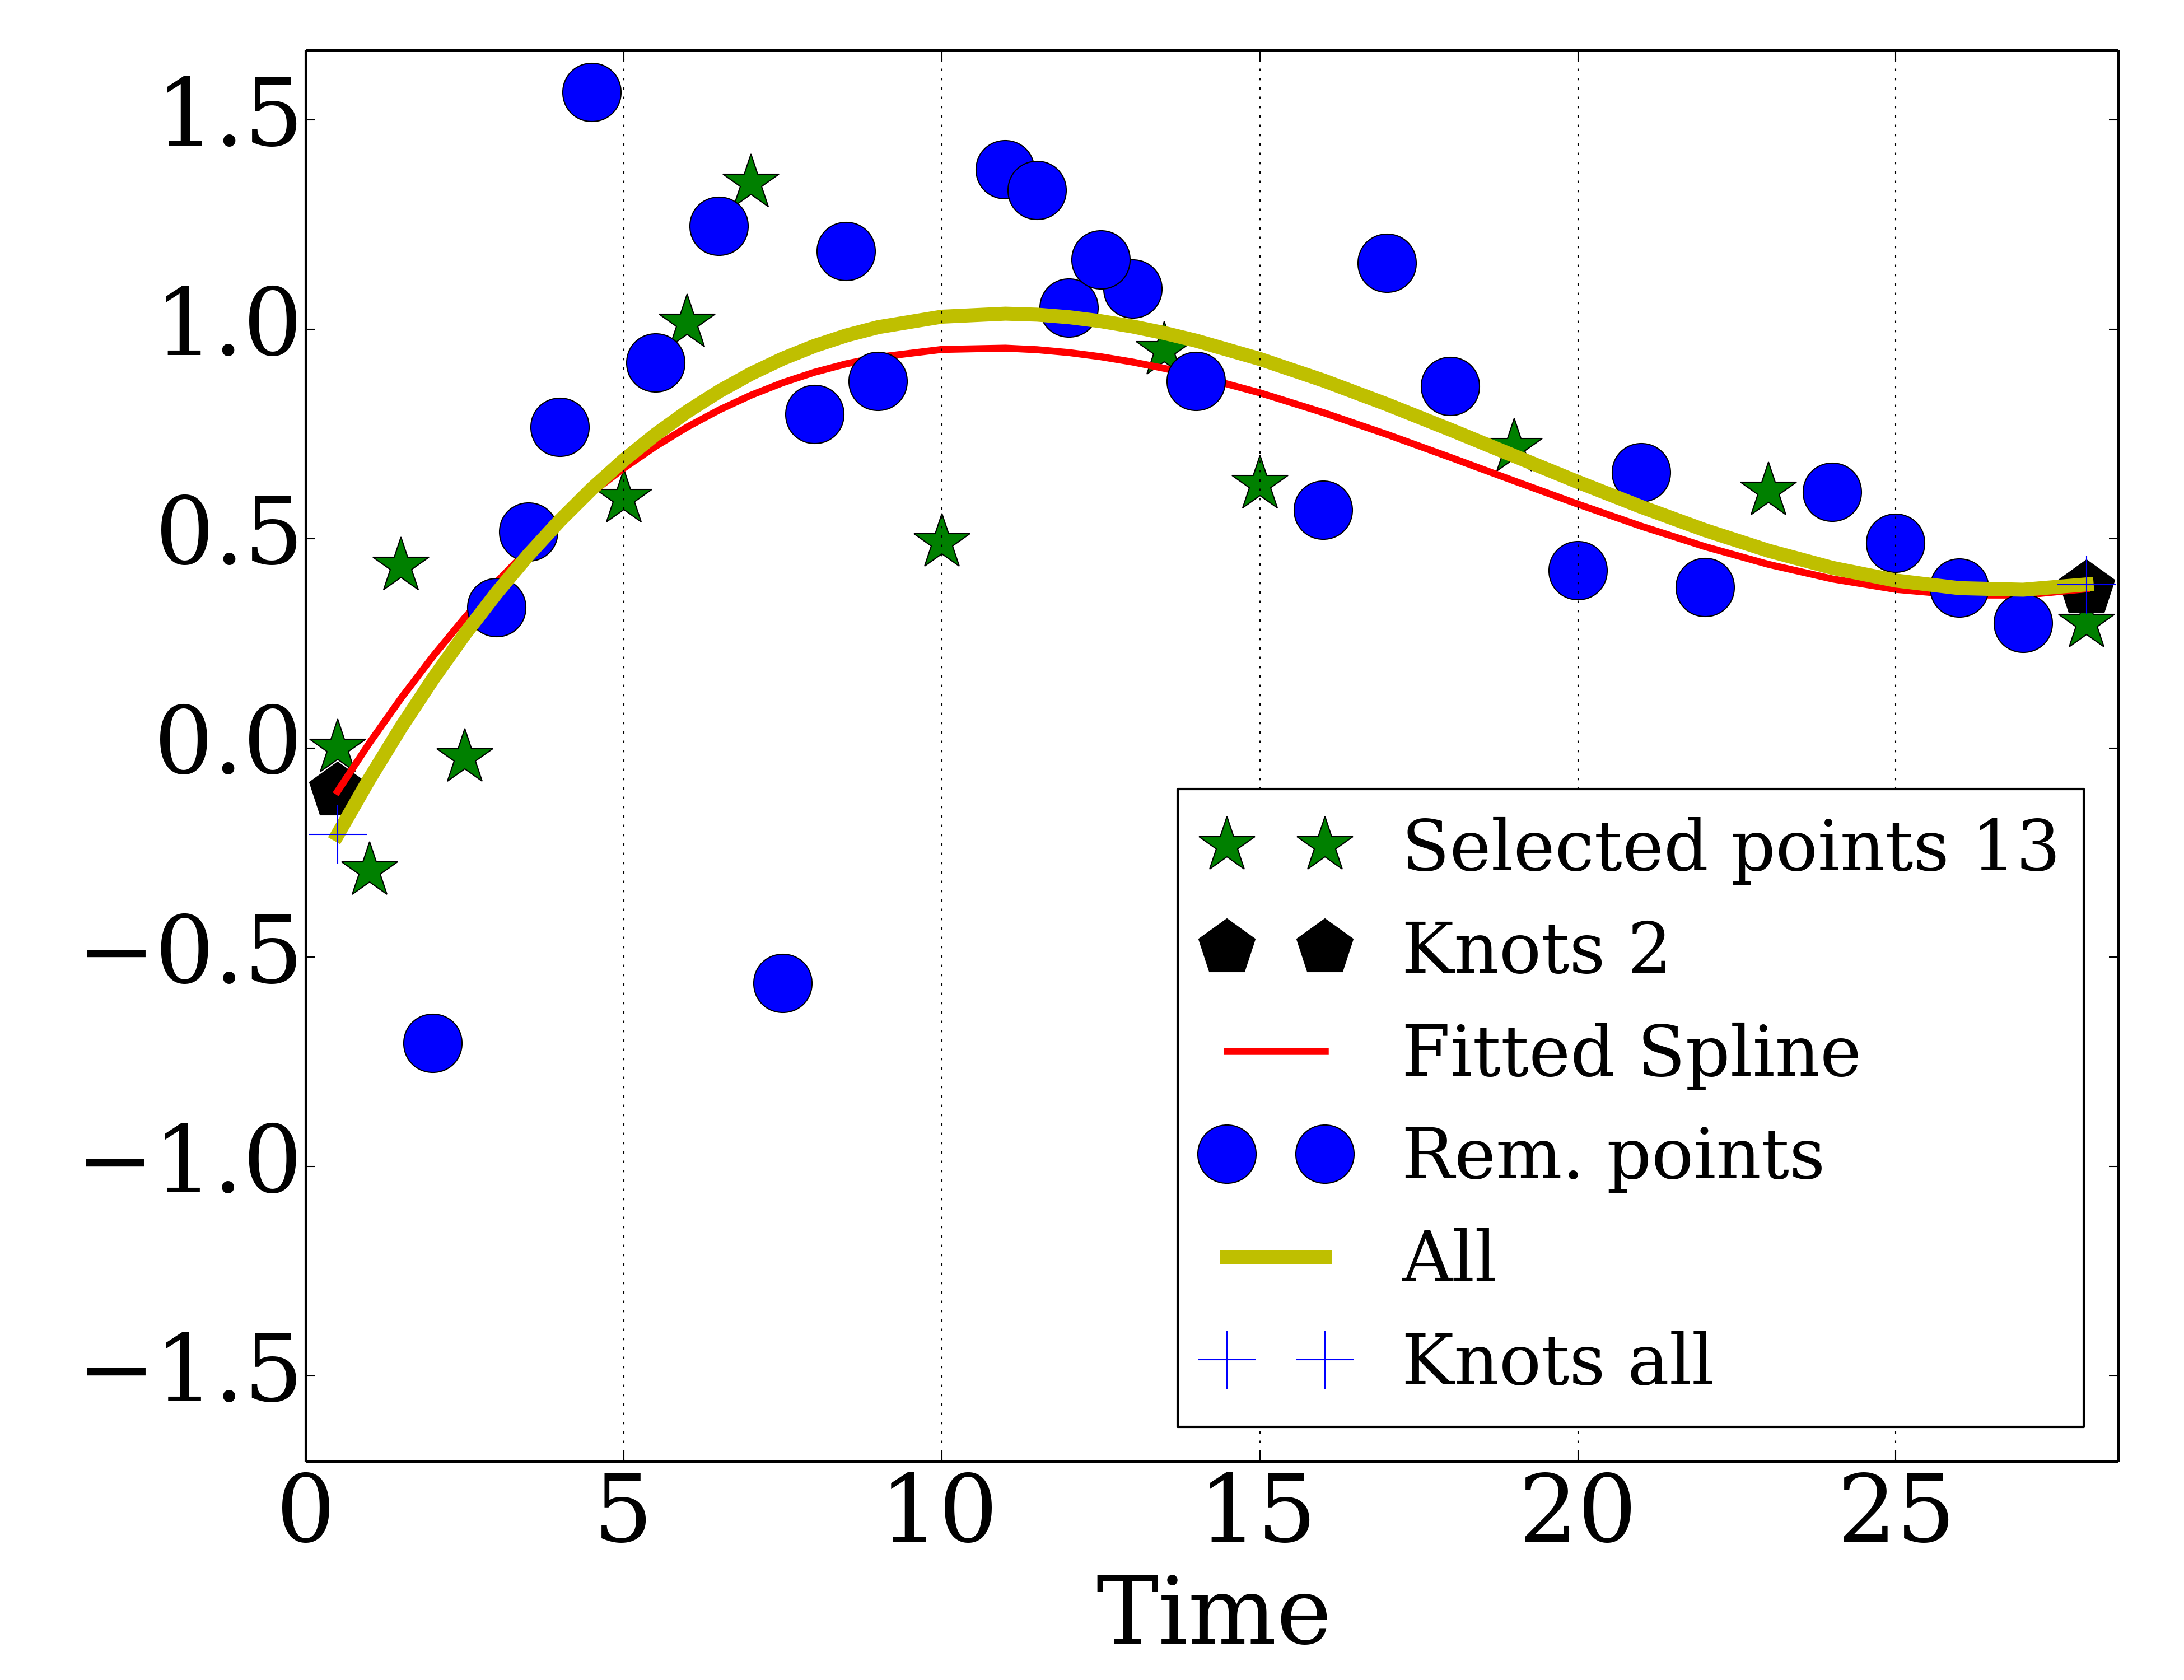 1.5
1.0
0.5
0.0
−0.5
−1.0
−1.5
Selected points 13
Knots 2
Fitted Spline
Rem. points
All
Knots all
0 5 10 15 20 25
Time